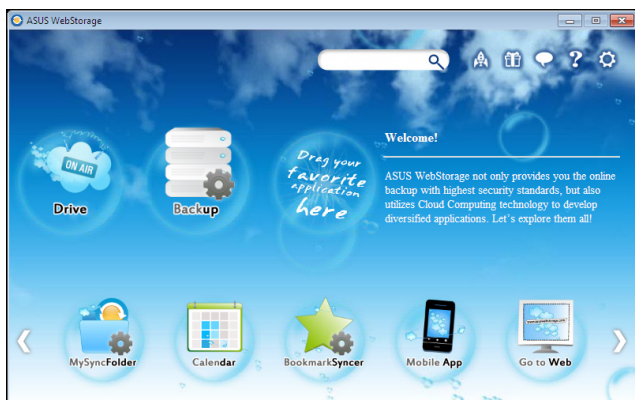 ASUS WebStorage
?
Welcome!
ON AIR
Drag your
favorite
application
here
ASUS WebStorage not only provides you the online
backup with highest security standards, but also
utilizes Cloud Computing technology to develop
diversified applications. Let's explore them all!
Drive
Backup
MySyncFolder
Calendar
BookmarkSyncer
Mobile App
Go to Web